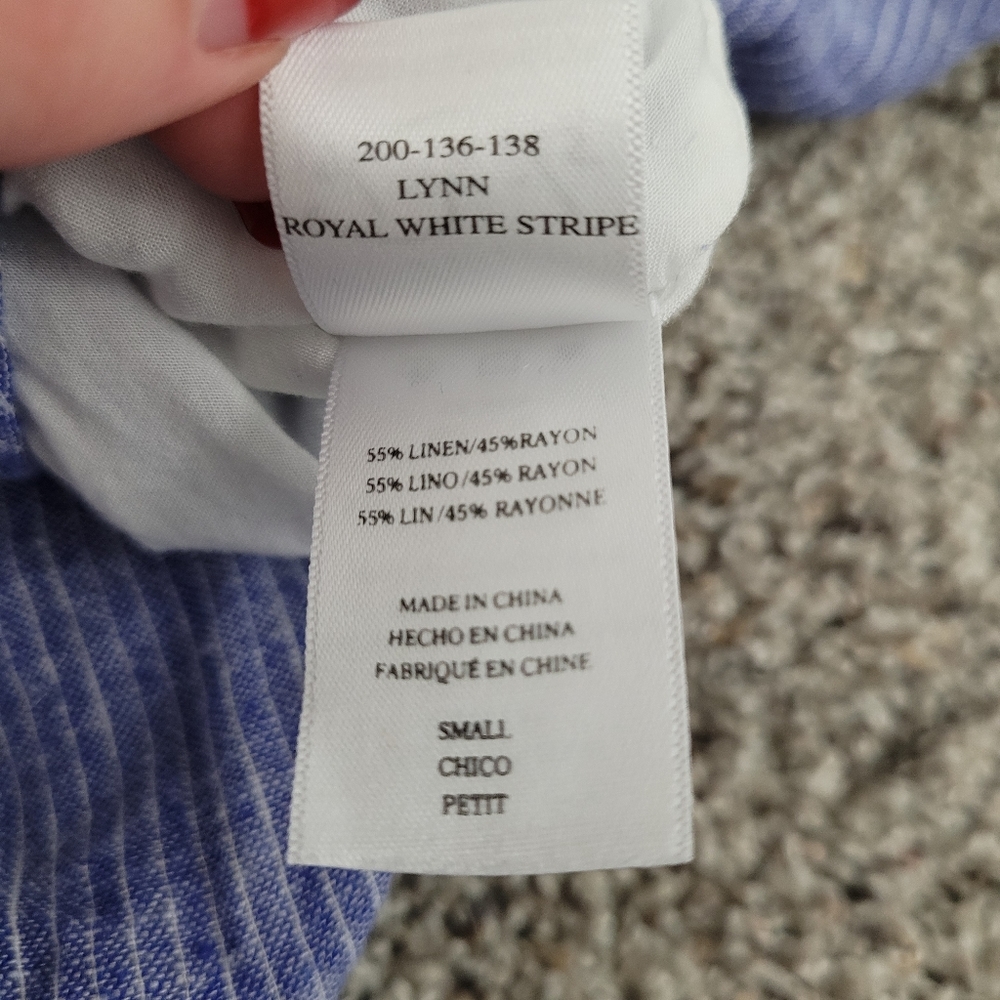 200-136-138
LYNN
ROYAL WHITE STRIPE
55% LINEN/45%RAYON
55% LINO/45% RAYON
55% LIN/45% RAYONNE
MADE IN CHINA
HECHO EN CHINA
FABRIQUÉ EN CHINE
SMALL
CHICO
PETIT